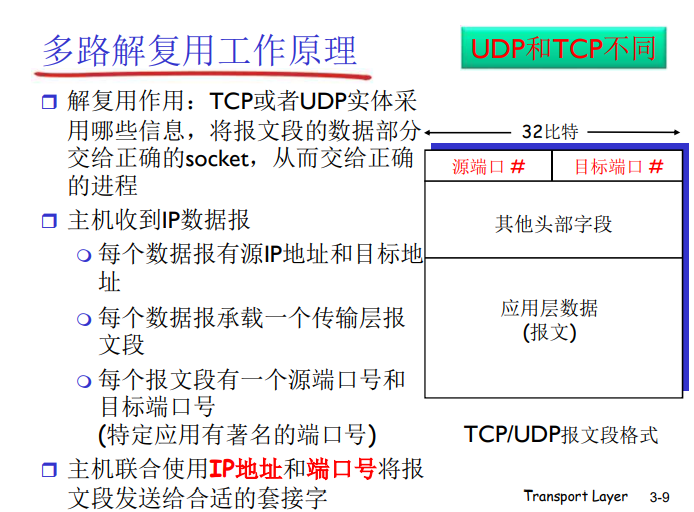 多路解复用工作原理
UDP和TCP不同
解复用作用：TCP或者UDP实体采
用哪些信息，将报文段的数据部分
交给正确的socket，从而交给正确
的进程
主机收到IP数据报
每个数据报有源IP地址和目标地
址
每个数据报承载一个传输层报
文段
每个报文段有一个源端口号和
目标端口号
(特定应用有著名的端口号)
主机联合使用IP地址和端口号将报
文段发送给合适的套接字
32比特
源端口 #
目标端口 #
其他头部字段
应用层数据
(报文)
TCP/UDP报文段格式
Transport Layer
3-9